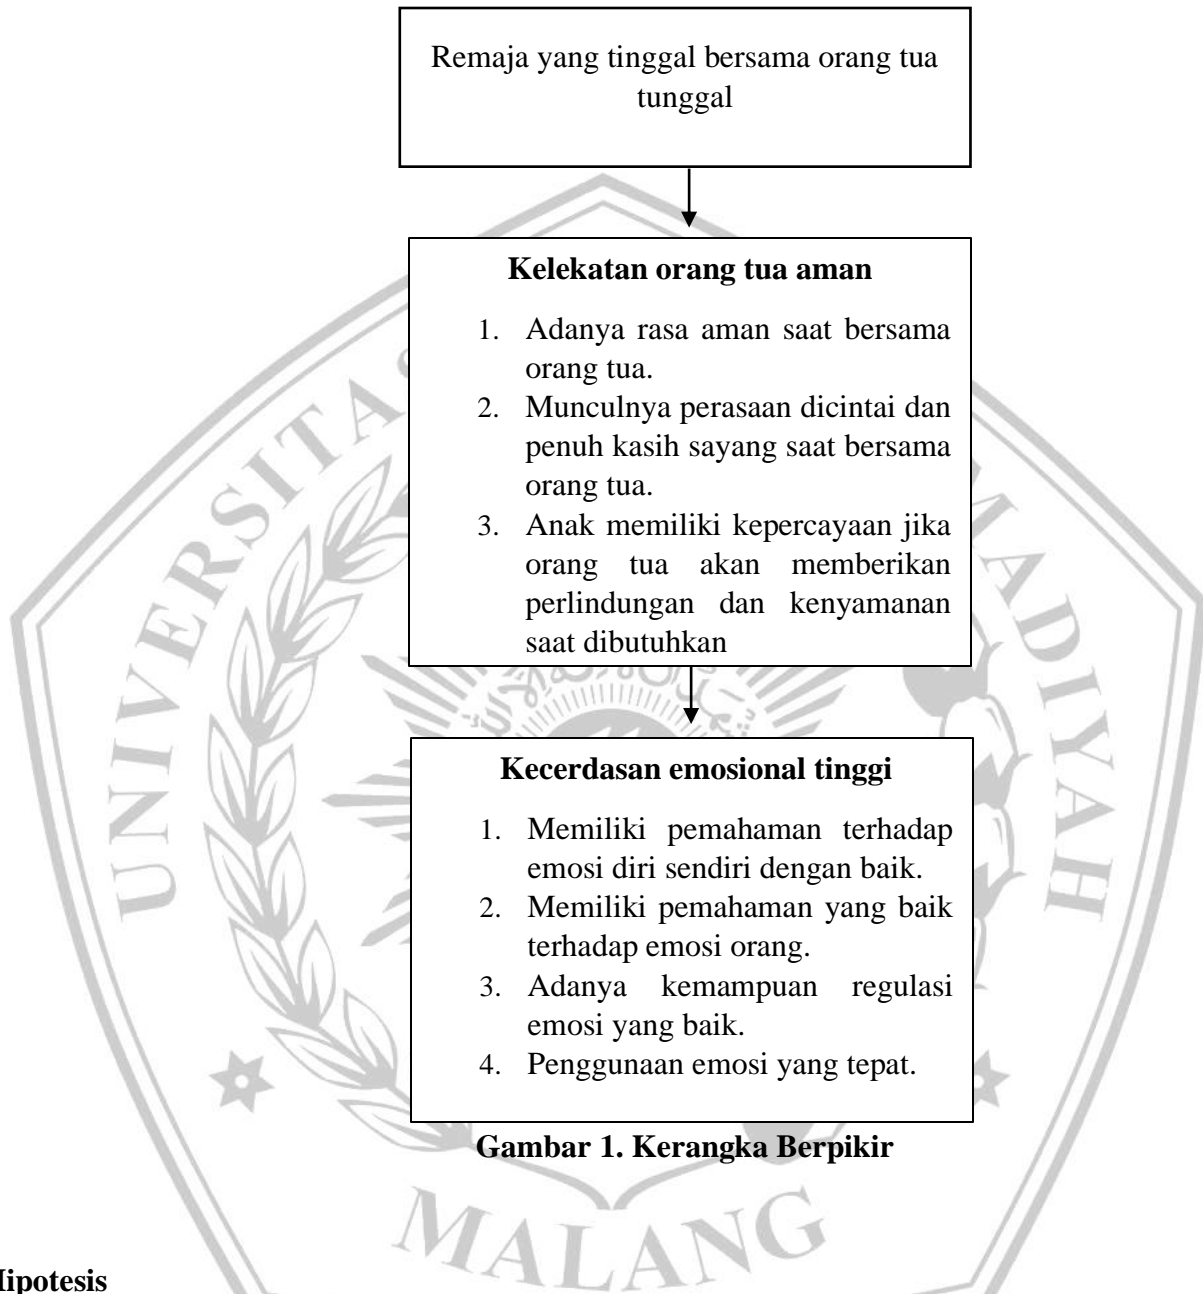 Remaja yang tinggal bersama orang tua
tunggal
Kelekatan orang tua aman
1. Adanya rasa aman saat bersama
orang tua.
2. Munculnya perasaan dicintai dan
penuh kasih sayang saat bersama
orang tua.
3. Anak memiliki kepercayaan jika
orang tua akan memberikan
perlindungan dan kenyamanan
saat dibutuhkan
Kecerdasan emosional tinggi
1. Memiliki pemahaman terhadap
emosi diri sendiri dengan baik.
2. Memiliki pemahaman yang baik
terhadap emosi orang.
3. Adanya kemampuan regulasi
emosi yang baik.
4. Penggunaan emosi yang tepat.
Gambar 1. Kerangka Berpikir
UNIVERSITAS MADIYAH
MALANG
Hipotesis